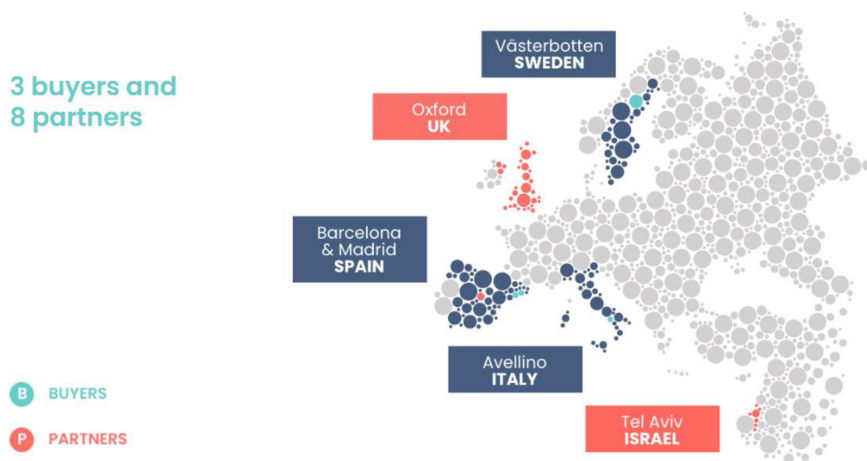 3 buyers and
8 partners
Västerbotten
SWEDEN
Oxford
UK
Barcelona
& Madrid
SPAIN
Avellino
ITALY
Tel Aviv
ISRAEL
B BUYERS
P PARTNERS